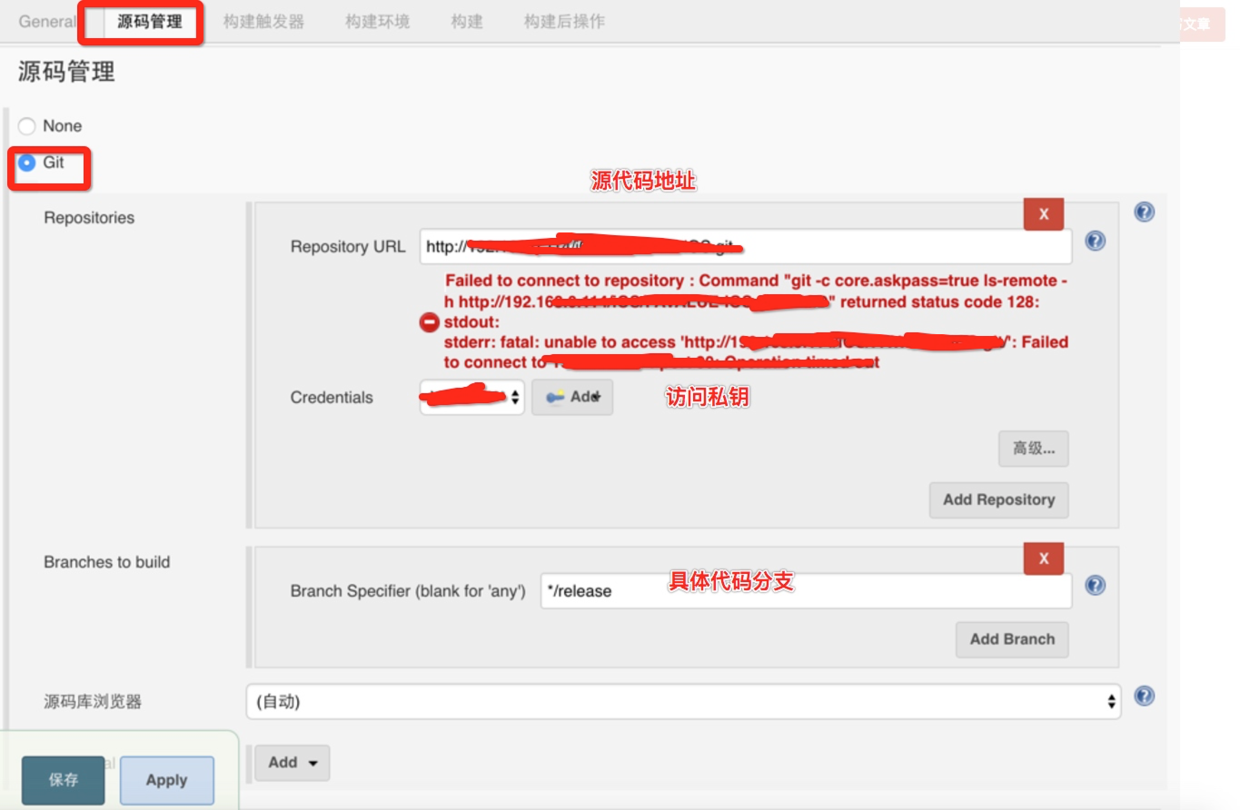 General 源码管理 构建触发器 构建环境 构建 构建后操作
文章
源码管理
None
Git
源代码地址
Repositories
X
Repository URL http:// .git
Failed to connect to repository : Command "git -c core.askpass=true ls-remote -
h http://192.16 " returned status code 128:
stdout:
stderr: fatal: unable to access 'http://19 /': Failed
to connect to Operation timed out
Credentials Add 访问私钥
高级...
Add Repository
Branches to build
X
Branch Specifier (blank for 'any') */release 具体代码分支
Add Branch
源码库浏览器 (自动)
Add
保存 Apply